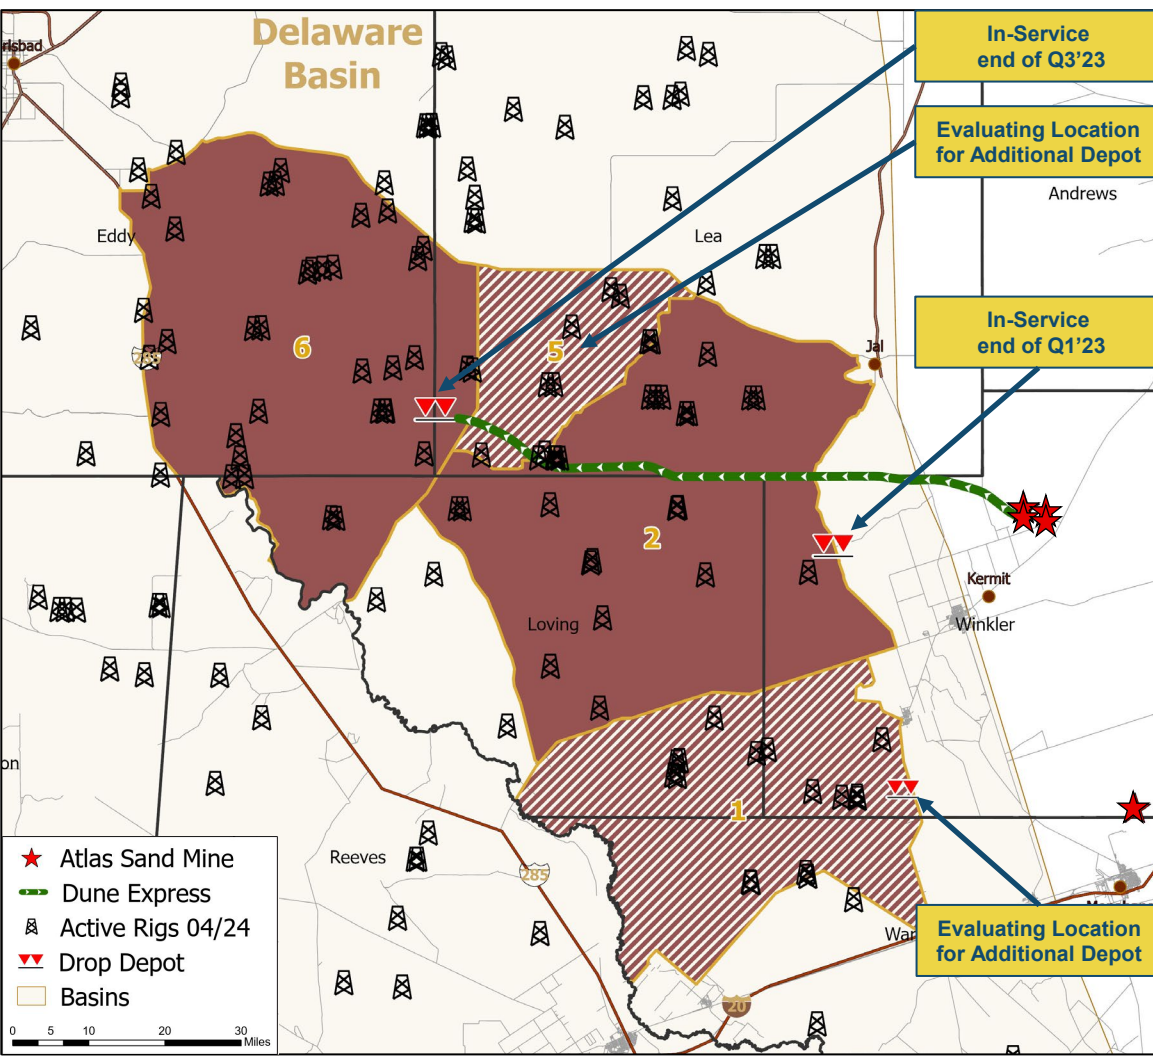 Delaware
Basin
In-Service
end of Q3'23
Evaluating Location
for Additional Depot
Andrews
Eddy
Lea
In-Service
end of Q1'23
6
5
285
Jal
2
Kermit
Loving
Winkler
1
Reeves
285
Evaluating Location
for Additional Depot
20
Atlas Sand Mine
Dune Express
Active Rigs 04/24
Drop Depot
Basins
0 5 10 20 30
Miles